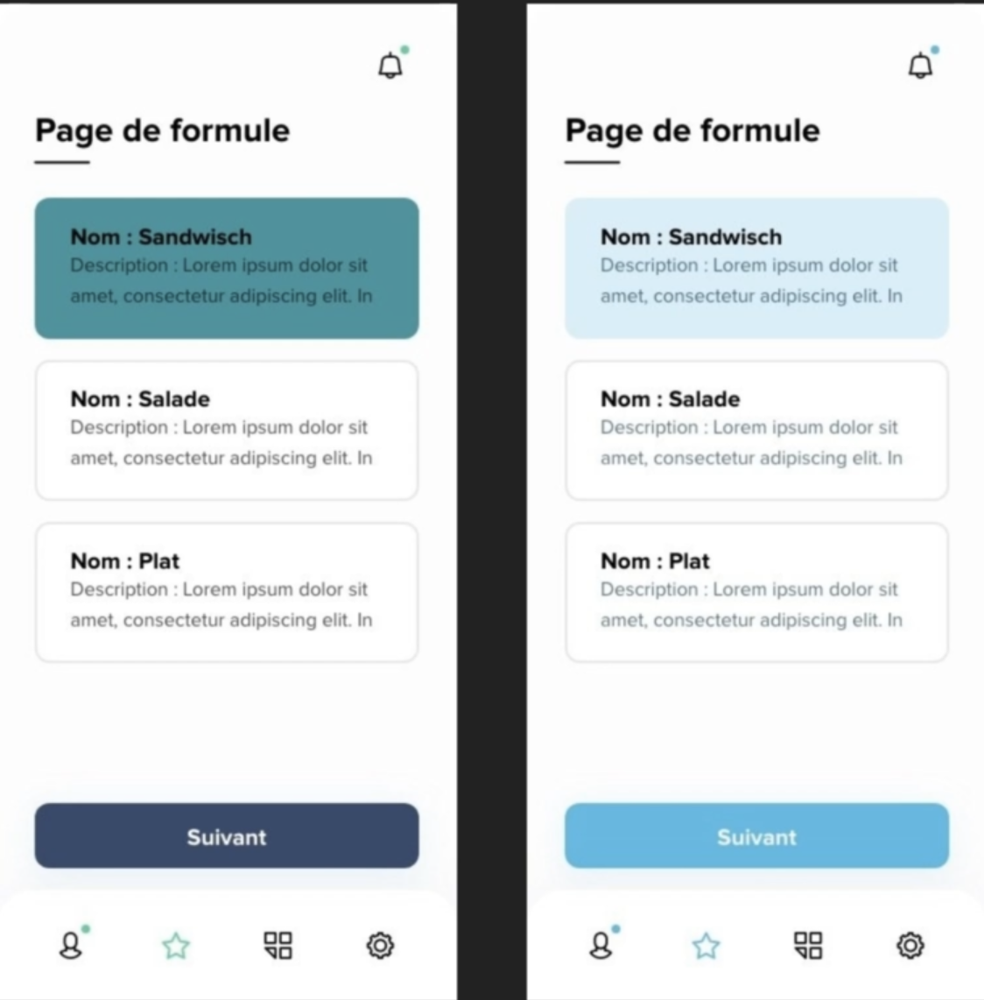 Page de formule
Nom : Sandwisch
Description : Lorem ipsum dolor sit
amet, consectetur adipiscing elit. In
Nom : Salade
Description : Lorem ipsum dolor sit
amet, consectetur adipiscing elit. In
Nom : Plat
Description : Lorem ipsum dolor sit
amet, consectetur adipiscing elit. In
Suivant
Page de formule
Nom : Sandwisch
Description : Lorem ipsum dolor sit
amet, consectetur adipiscing elit. In
Nom : Salade
Description : Lorem ipsum dolor sit
amet, consectetur adipiscing elit. In
Nom : Plat
Description : Lorem ipsum dolor sit
amet, consectetur adipiscing elit. In
Suivant